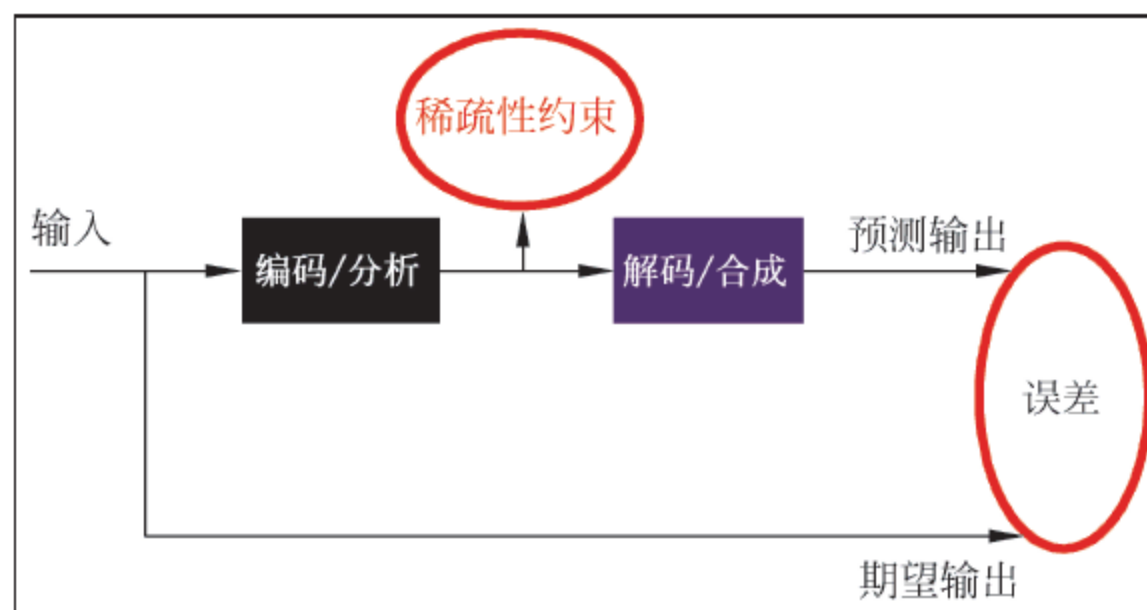 稀疏性约束
输入
编码/分析
解码/合成
预测输出
误差
期望输出